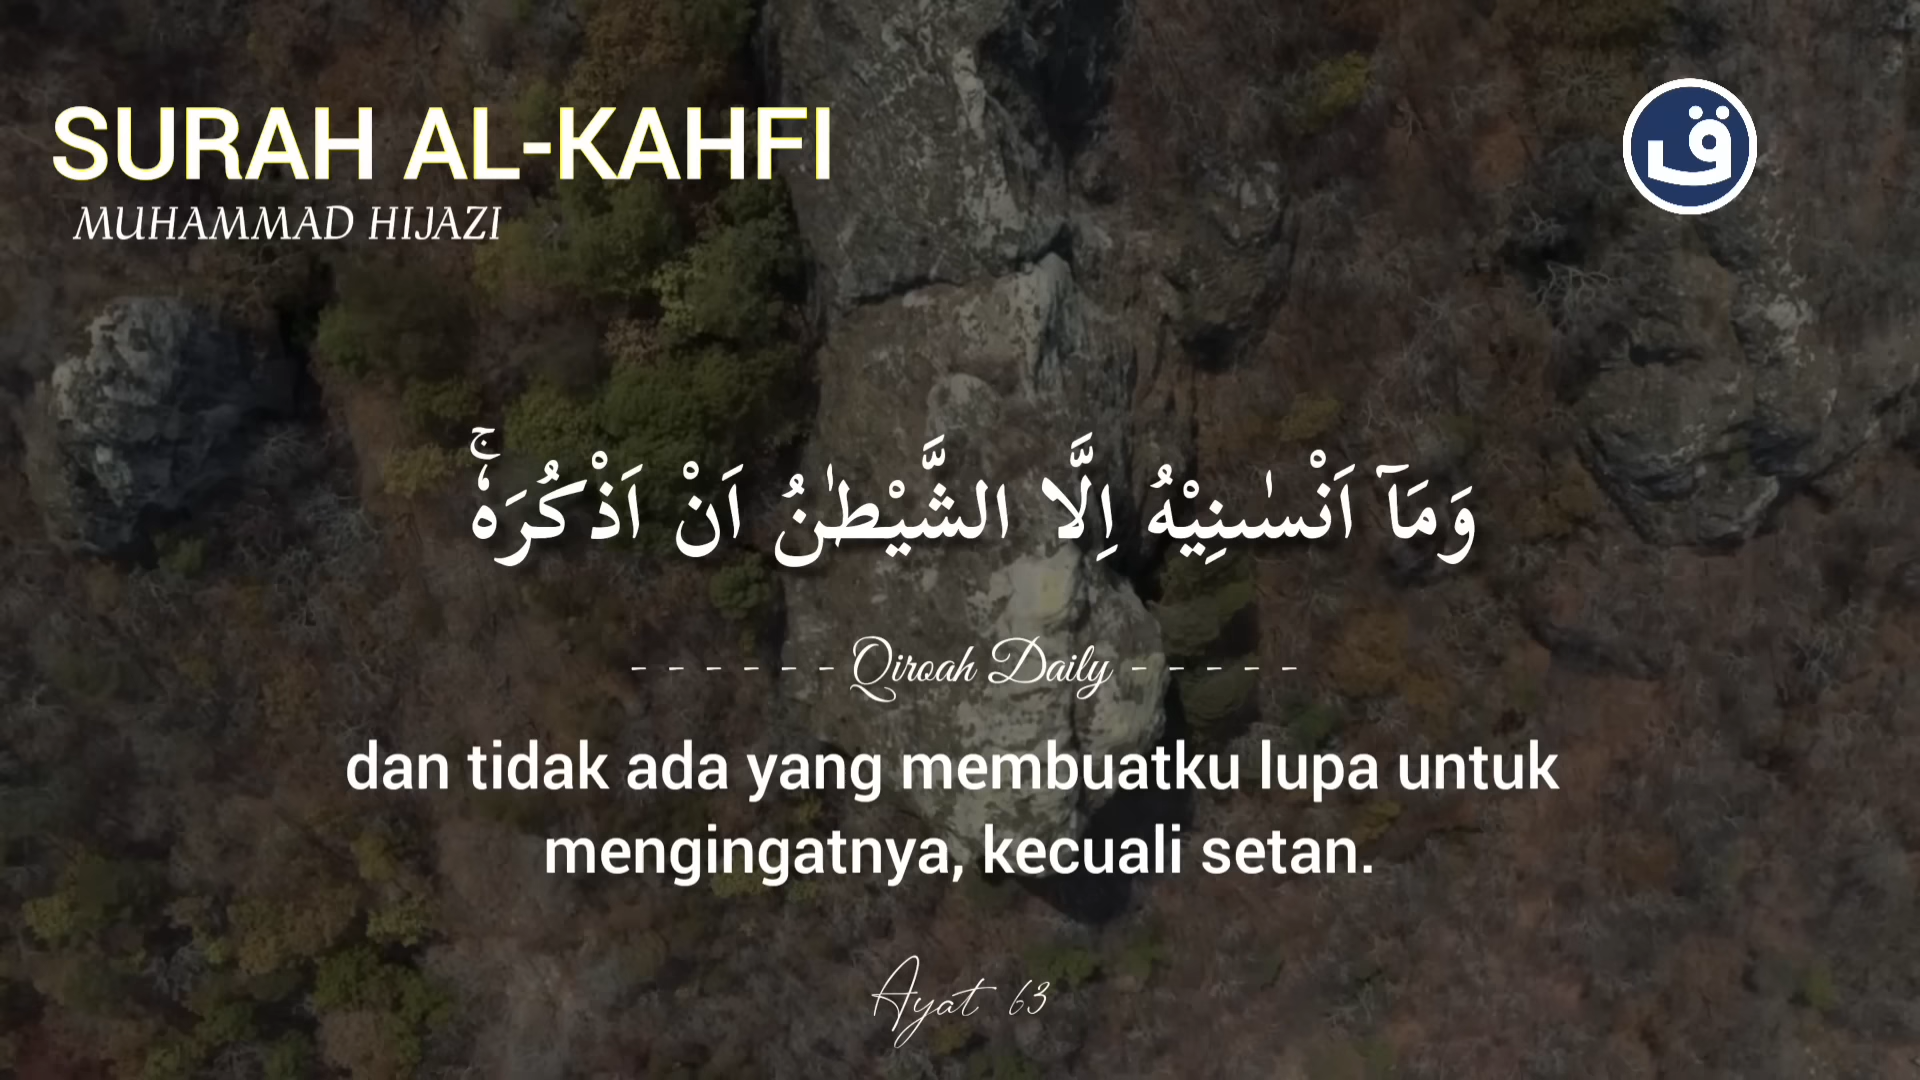 SURAH AL-KAHFI
MUHAMMAD HIJAZI
ق
وَمَآ اَنْسٰىنِيْهُ اِلَّا الشَّيْطٰنُ اَنْ اَذْكُرَهٗۚ
- - - - - - Qiroah Daily - - - - -
dan tidak ada yang membuatku lupa untuk
mengingatnya, kecuali setan.
Ayat 63